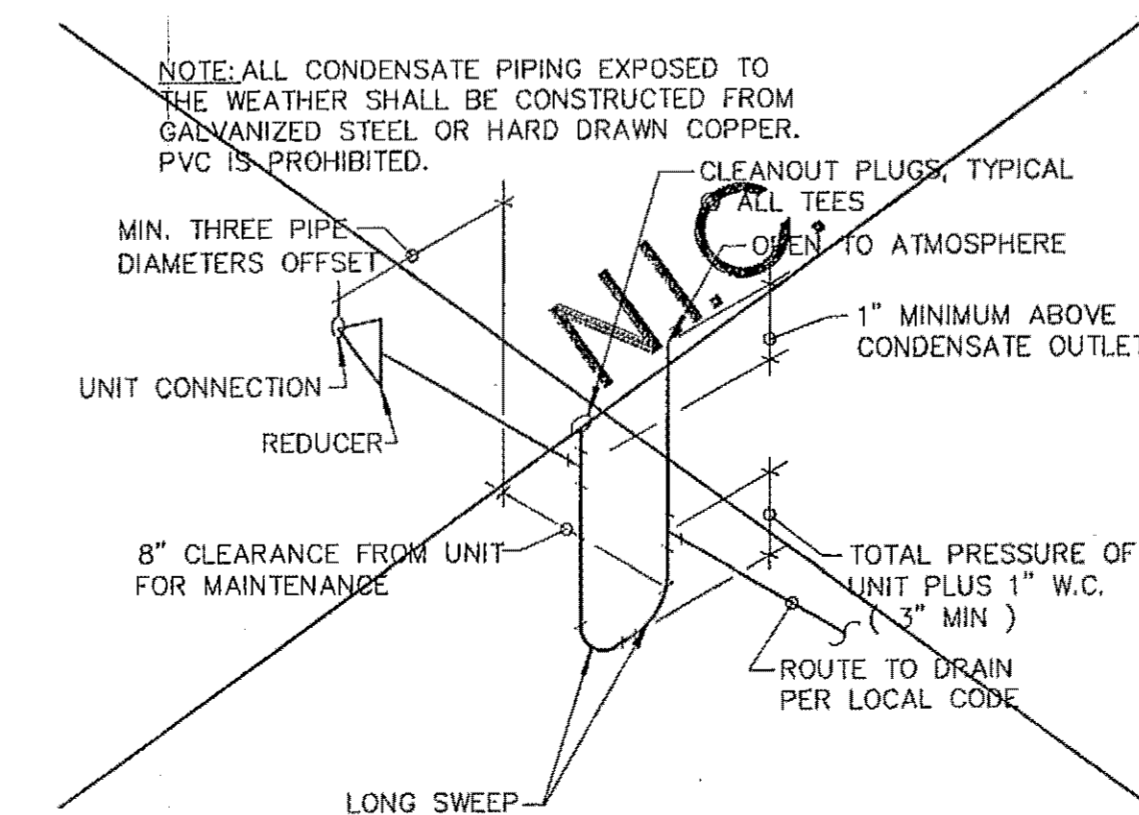 NOTE: ALL CONDENSATE PIPING EXPOSED TO
THE WEATHER SHALL BE CONSTRUCTED FROM
GALVANIZED STEEL OR HARD DRAWN COPPER.
PVC IS PROHIBITED.
CLEANOUT PLUGS, TYPICAL
@ ALL TEES
MIN. THREE PIPE
DIAMETERS OFFSET
OPEN TO ATMOSPHERE
N.I.C.
1" MINIMUM ABOVE
CONDENSATE OUTLET
UNIT CONNECTION
REDUCER
8" CLEARANCE FROM UNIT
FOR MAINTENANCE
TOTAL PRESSURE OF
UNIT PLUS 1" W.C.
( 3" MIN )
ROUTE TO DRAIN
PER LOCAL CODE
LONG SWEEP